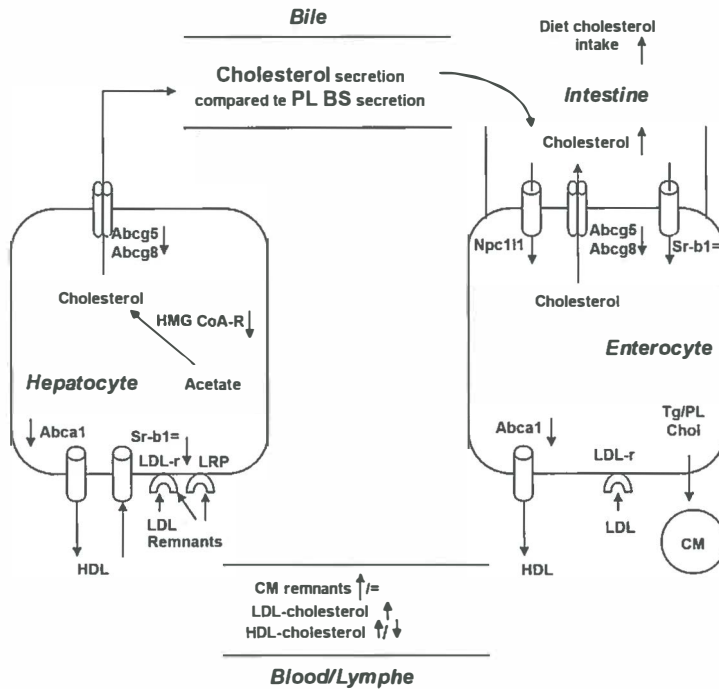 Bile
Cholesterol secretion
compared te PL BS secretion
Diet cholesterol
intake ↑
Intestine
Cholesterol ↑
Abcg5
Abcg8 ↓
Cholesterol
HMG CoA-R ↓
Acetate
Hepatocyte
↓ Abca1
Sr-b1=
↓
LDL-r
LRP
LDL
Remnants
HDL
Npc1l1
Abcg5
Abcg8 ↓
Sr-b1=
Cholesterol
Enterocyte
Abca1 ↓
Tg/PL
Chol
LDL-r
LDL
CM
HDL
CM remnants ↑/=
LDL-cholesterol ↑
HDL-cholesterol ↑/↓
Blood/Lymphe